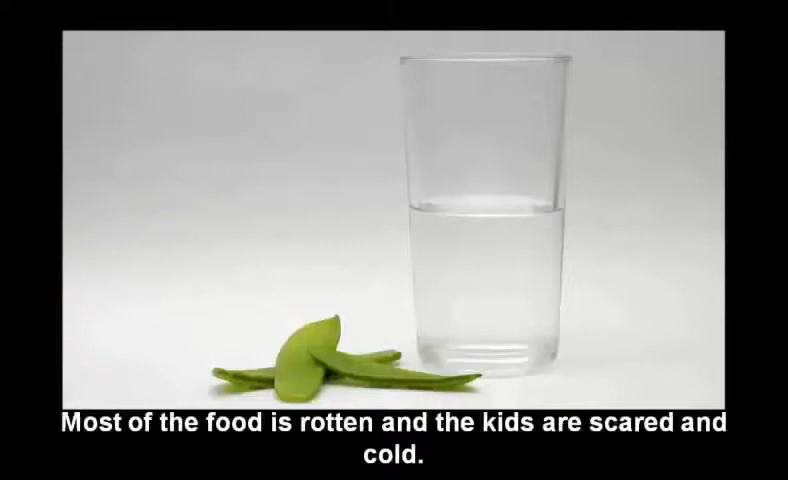 Most of the food is rotten and the kids are scared and
cold.